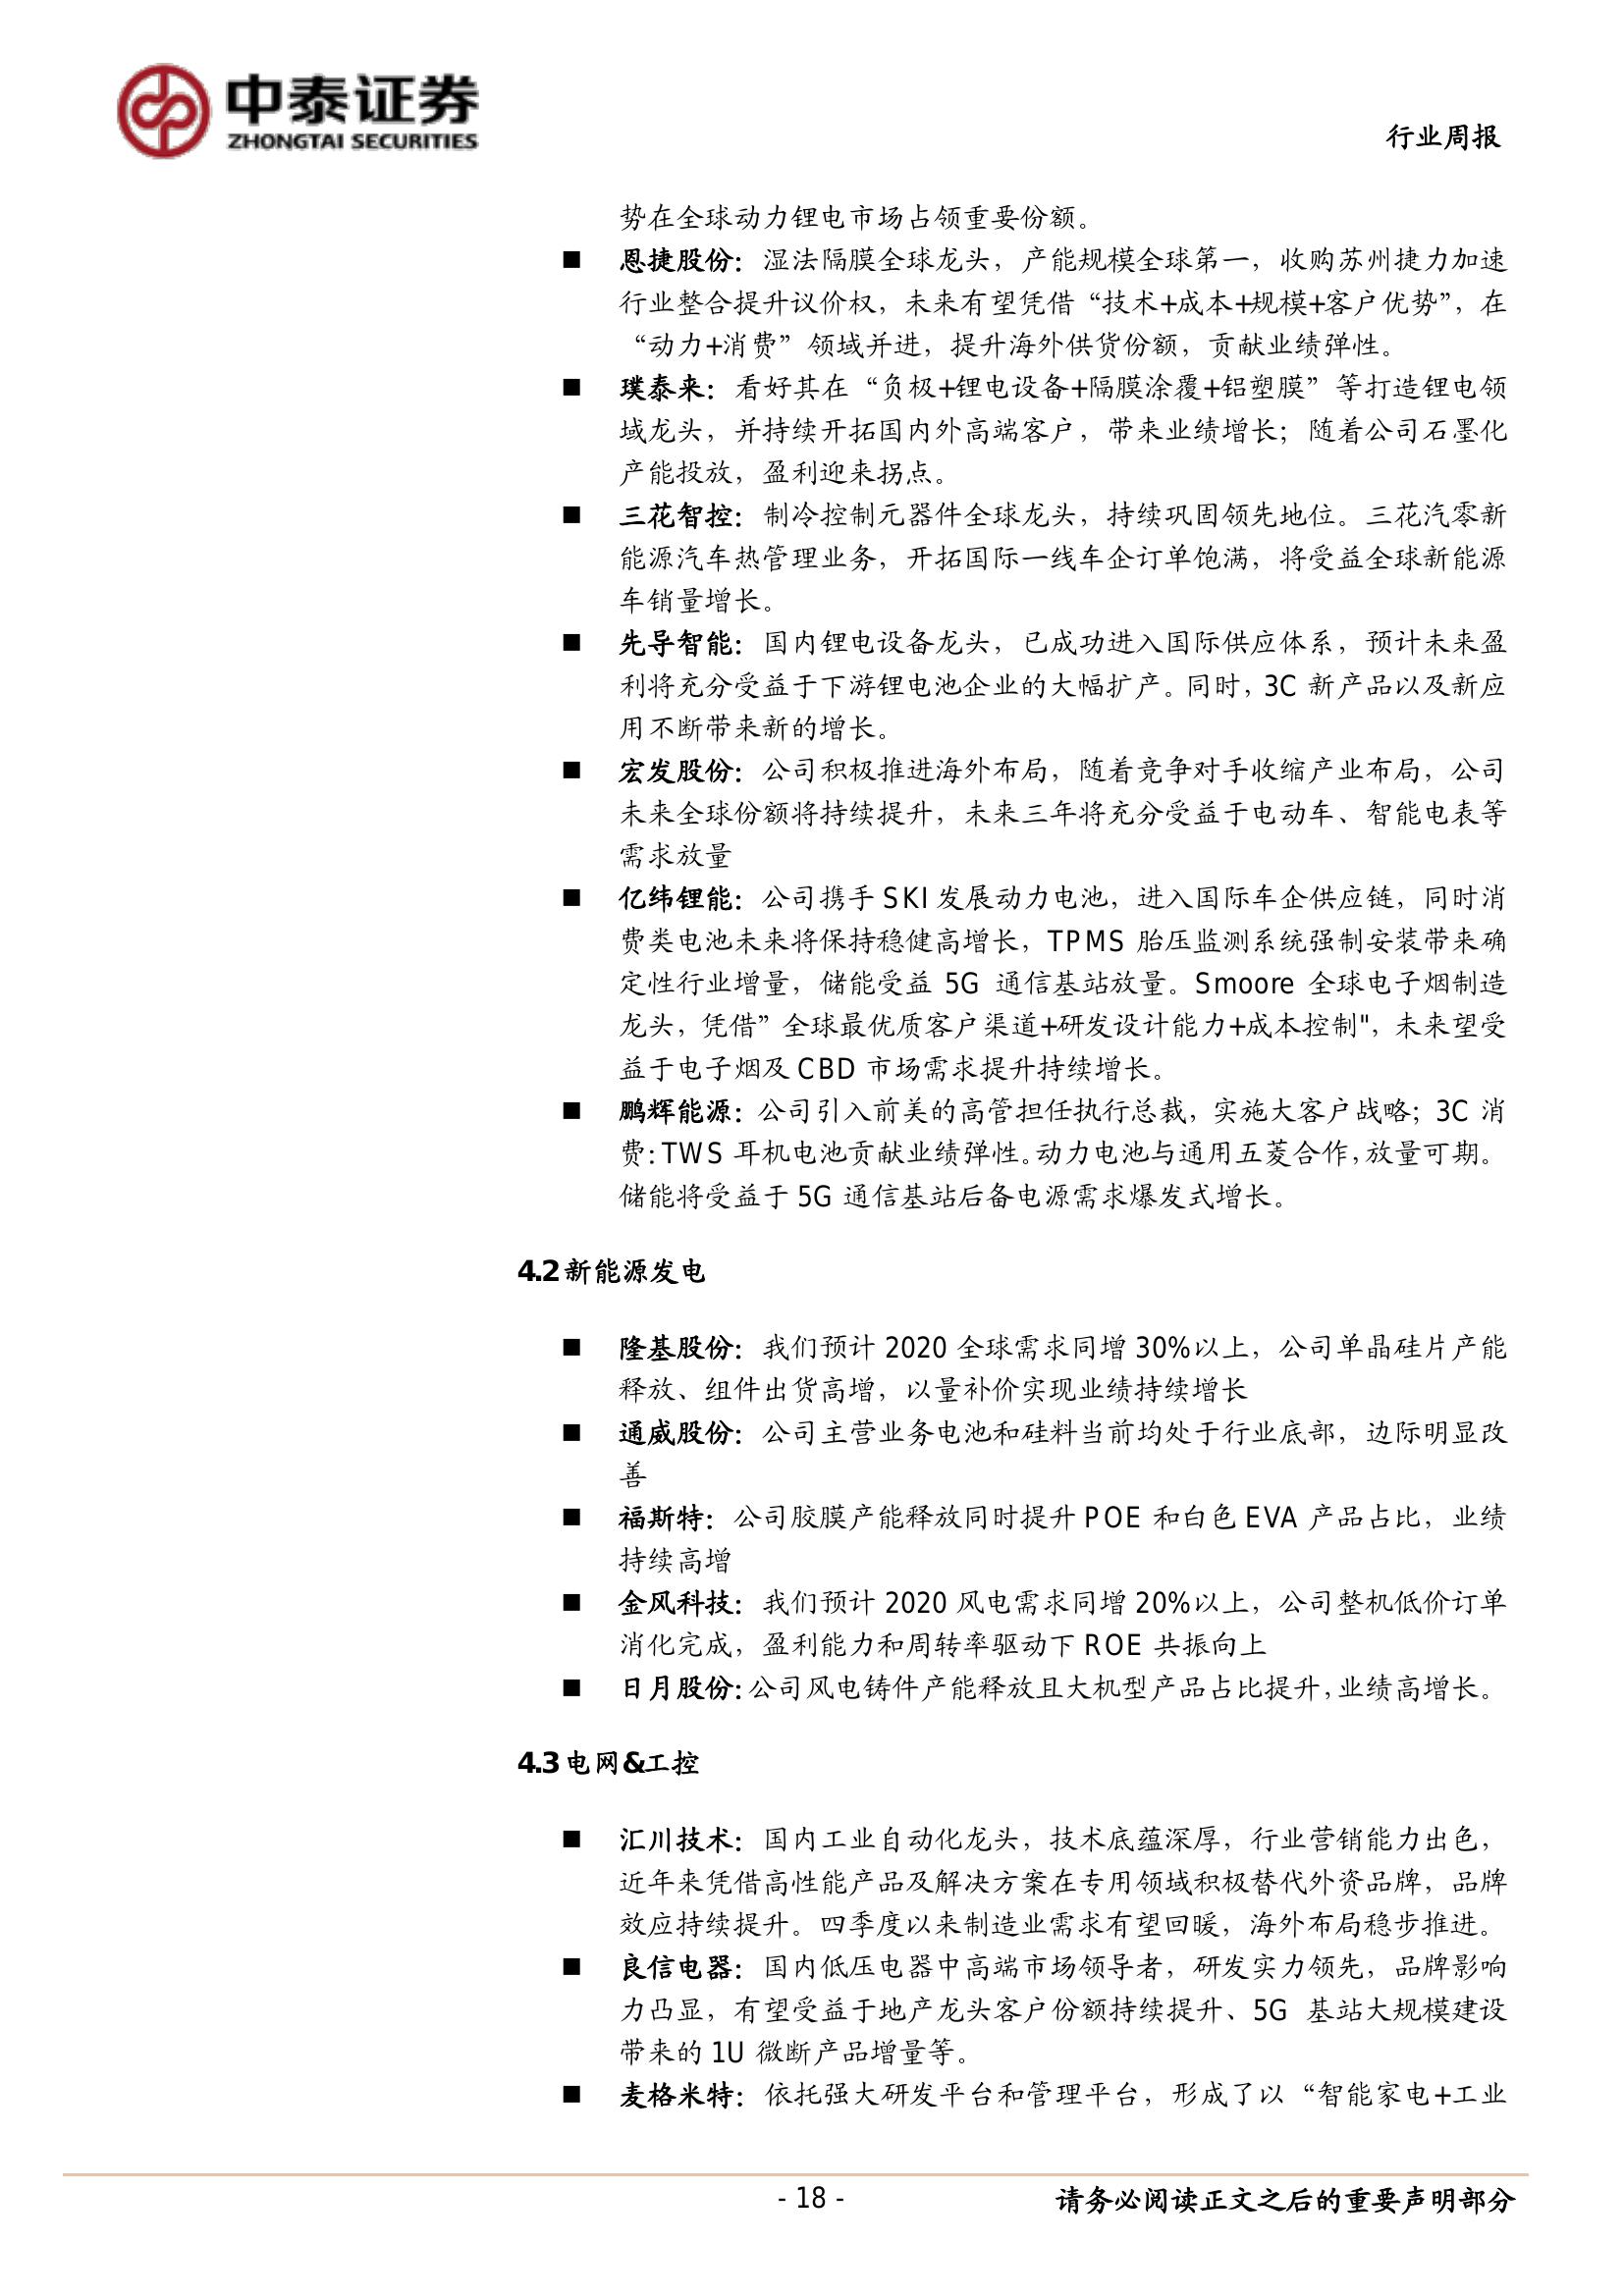 中泰证券
ZHONGTAI SECURITIES
行业周报
势在全球动力锂电市场占领重要份额。
■ 恩捷股份：湿法隔膜全球龙头，产能规模全球第一，收购苏州捷力加速
行业整合提升议价权，未来有望凭借“技术+成本+规模+客户优势”，在
“动力+消费”领域并进，提升海外供货份额，贡献业绩弹性。
■ 璞泰来：看好其在“负极+锂电设备+隔膜涂覆+铝塑膜”等打造锂电领
域龙头，并持续开拓国内外高端客户，带来业绩增长；随着公司石墨化
产能投放，盈利迎来拐点。
■ 三花智控：制冷控制元器件全球龙头，持续巩固领先地位。三花汽零新
能源汽车热管理业务，开拓国际一线车企订单饱满，将受益全球新能源
车销量增长。
■ 先导智能：国内锂电设备龙头，已成功进入国际供应体系，预计未来盈
利将充分受益于下游锂电池企业的大幅扩产。同时，3C 新产品以及新应
用不断带来新的增长。
■ 宏发股份：公司积极推进海外布局，随着竞争对手收缩产业布局，公司
未来全球份额将持续提升，未来三年将充分受益于电动车、智能电表等
需求放量
■ 亿纬锂能：公司携手 SKI 发展动力电池，进入国际车企供应链，同时消
费类电池未来将保持稳健高增长，TPMS 胎压监测系统强制安装带来确
定性行业增量，储能受益 5G 通信基站放量。Smoore 全球电子烟制造
龙头，凭借”全球最优质客户渠道+研发设计能力+成本控制"，未来望受
益于电子烟及 CBD 市场需求提升持续增长。
■ 鹏辉能源：公司引入前美的高管担任执行总裁，实施大客户战略；3C 消
费：TWS 耳机电池贡献业绩弹性。动力电池与通用五菱合作，放量可期。
储能将受益于 5G 通信基站后备电源需求爆发式增长。
4.2 新能源发电
■ 隆基股份：我们预计 2020 全球需求同增 30%以上，公司单晶硅片产能
释放、组件出货高增，以量补价实现业绩持续增长
■ 通威股份：公司主营业务电池和硅料当前均处于行业底部，边际明显改
善
■ 福斯特：公司胶膜产能释放同时提升 POE 和白色 EVA 产品占比，业绩
持续高增
■ 金风科技：我们预计 2020 风电需求同增 20%以上，公司整机低价订单
消化完成，盈利能力和周转率驱动下 ROE 共振向上
■ 日月股份：公司风电铸件产能释放且大机型产品占比提升，业绩高增长。
4.3 电网&工控
■ 汇川技术：国内工业自动化龙头，技术底蕴深厚，行业营销能力出色，
近年来凭借高性能产品及解决方案在专用领域积极替代外资品牌，品牌
效应持续提升。四季度以来制造业需求有望回暖，海外布局稳步推进。
■ 良信电器：国内低压电器中高端市场领导者，研发实力领先，品牌影响
力凸显，有望受益于地产龙头客户份额持续提升、5G 基站大规模建设
带来的 1U 微断产品增量等。
■ 麦格米特：依托强大研发平台和管理平台，形成了以“智能家电+工业
- 18 -
请务必阅读正文之后的重要声明部分